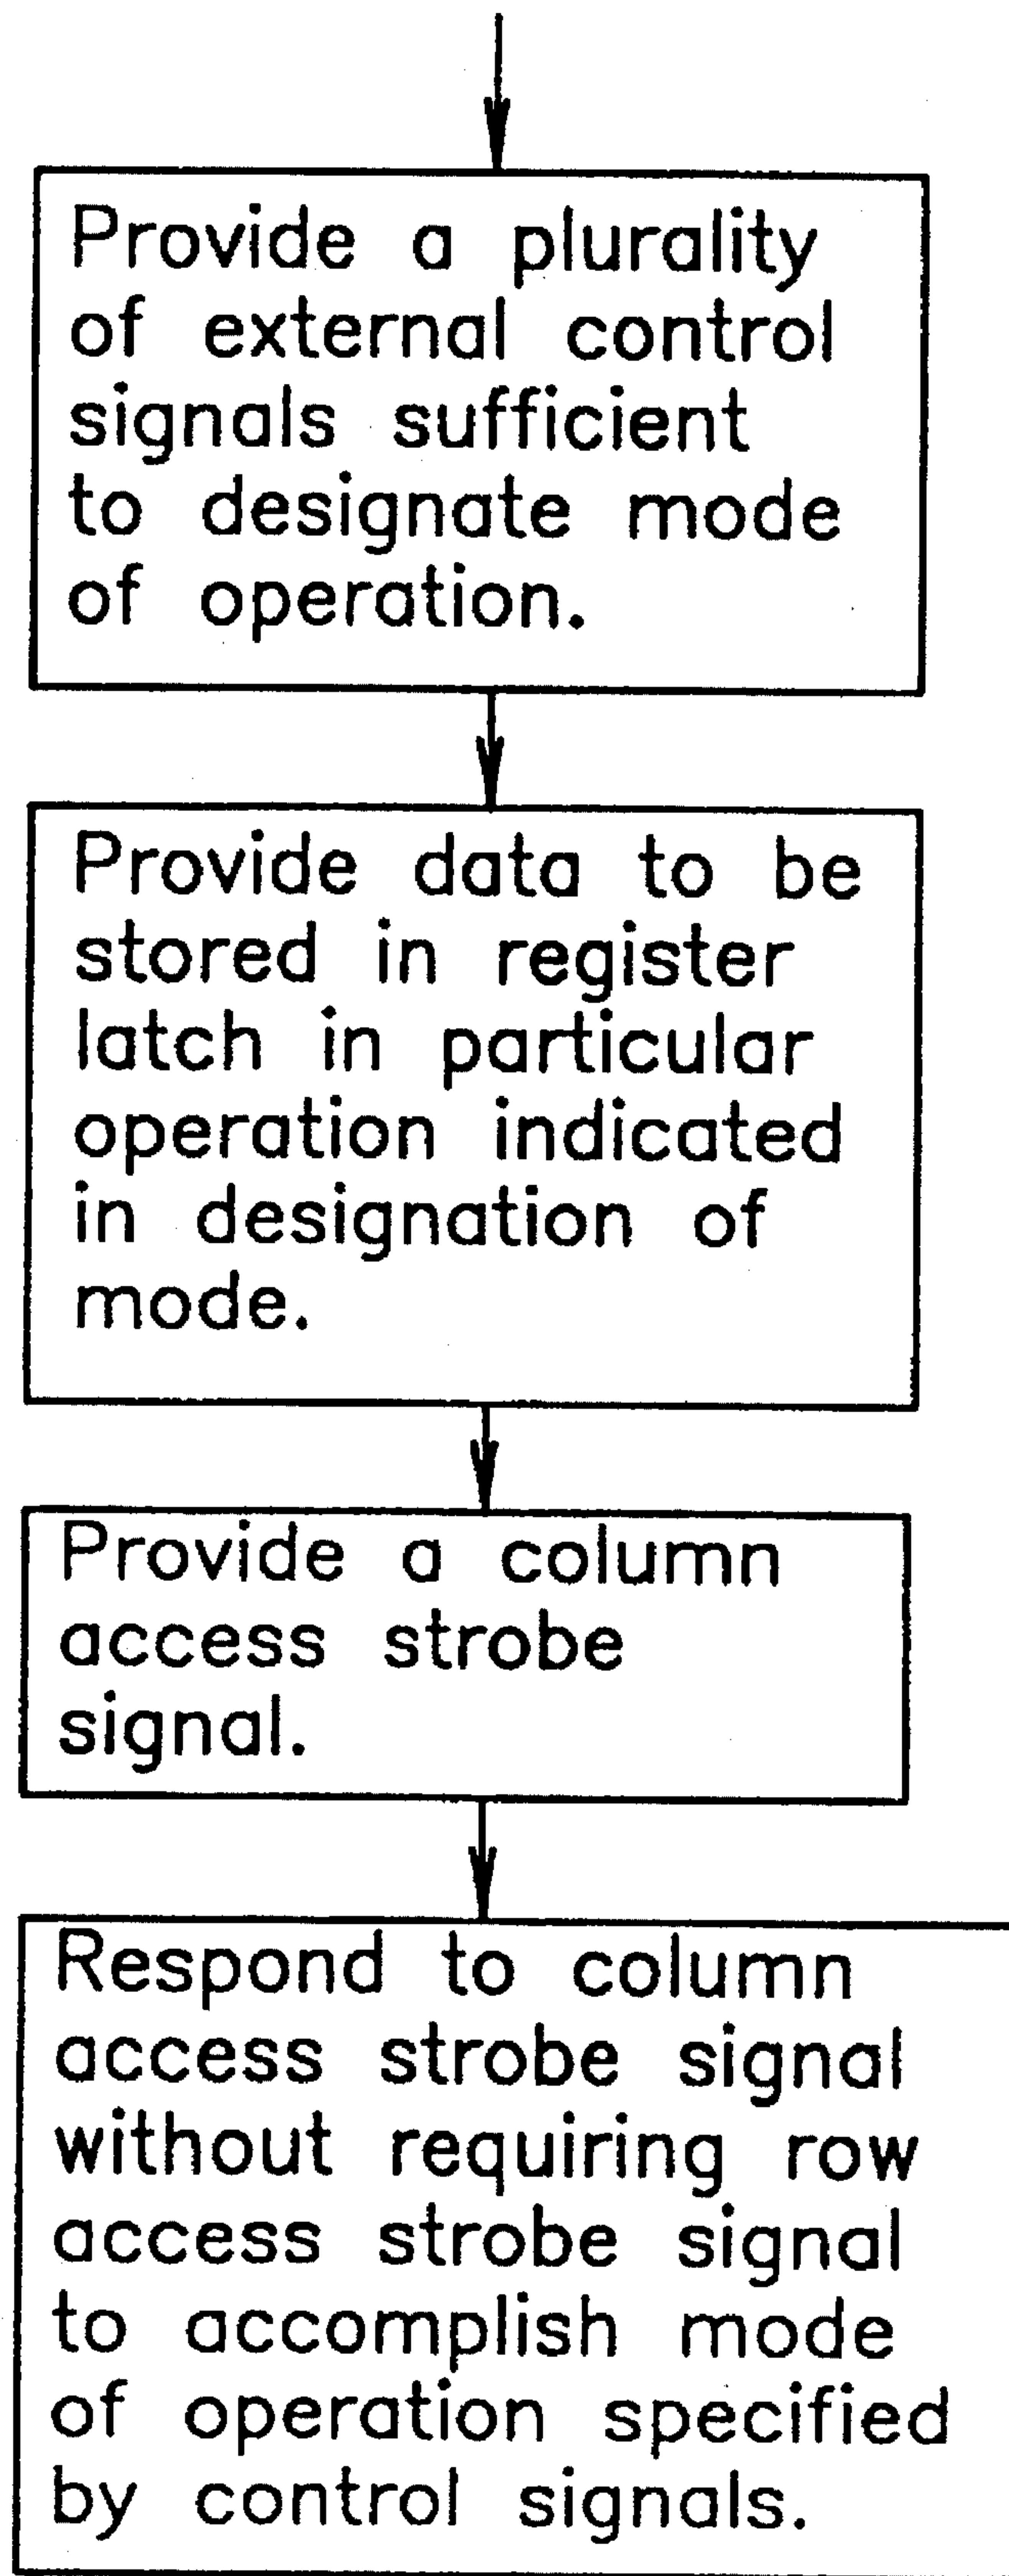 Provide a plurality
of external control
signals sufficient
to designate mode
of operation.
Provide data to be
stored in register
latch in particular
operation indicated
in designation of
mode.
Provide a column
access strobe
signal.
Respond to column
access strobe signal
without requiring row
access strobe signal
to accomplish mode
of operation specified
by control signals.